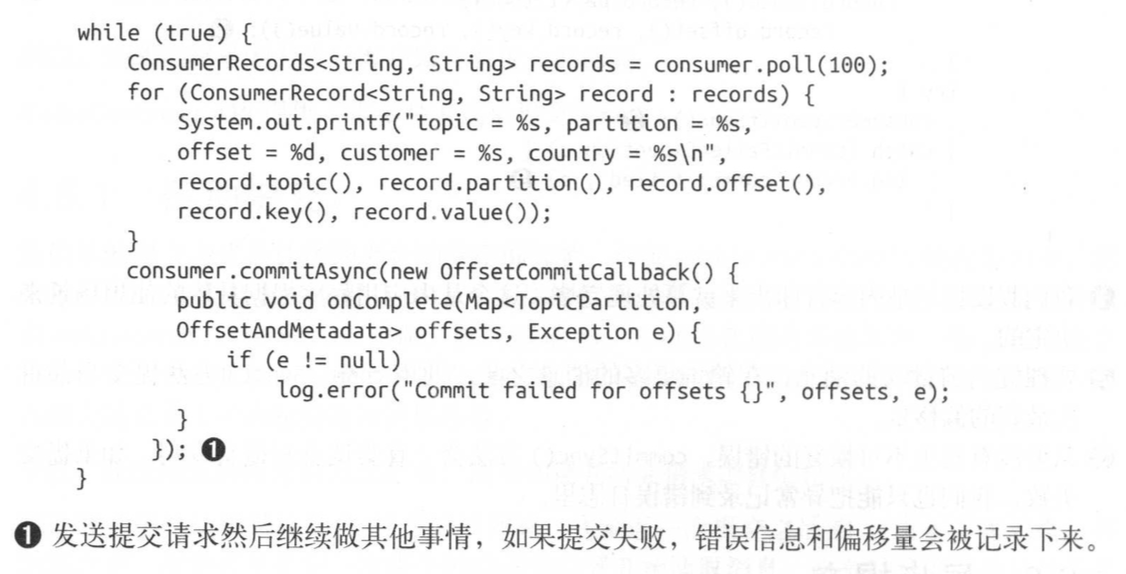 while (true) {
ConsumerRecords<String, String> records = consumer.poll(100);
for (ConsumerRecord<String, String> record : records) {
System.out.printf("topic = %s, partition = %s,
offset = %d, customer = %s, country = %s\n",
record.topic(), record.partition(), record.offset(),
record.key(), record.value());
}
consumer.commitAsync(new OffsetCommitCallback() {
public void onComplete(Map<TopicPartition,
OffsetAndMetadata> offsets, Exception e) {
if (e != null)
log.error("Commit failed for offsets {}", offsets, e);
}
}); ❶
}
❶ 发送提交请求然后继续做其他事情，如果提交失败，错误信息和偏移量会被记录下来。